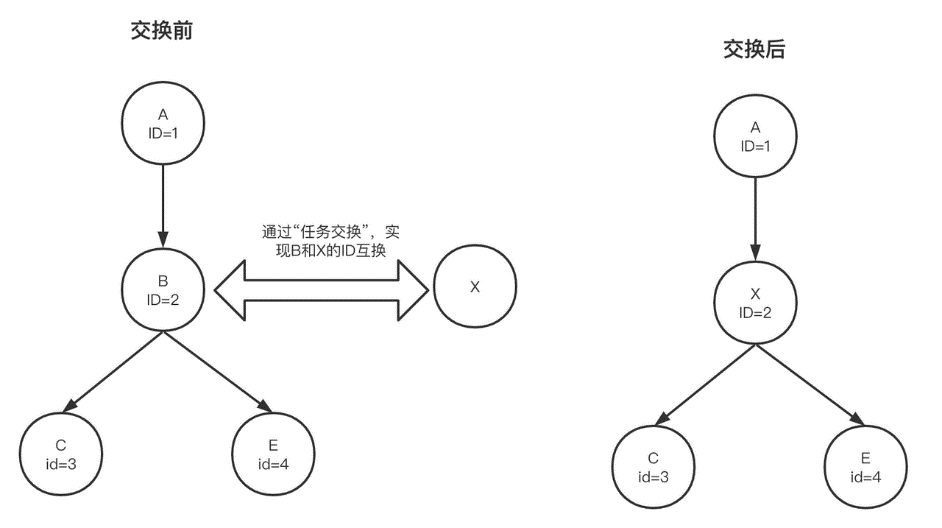 交换前
A
ID=1
通过“任务交换”，实
现B和X的ID互换
B
ID=2
X
C
id=3
E
id=4
交换后
A
ID=1
X
ID=2
C
id=3
E
id=4